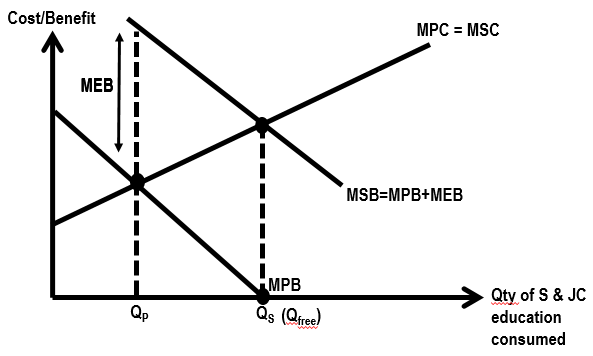 Cost/Benefit
MPC = MSC
MEB
MSB=MPB+MEB
MPB
QP
QS (Qfree)
Qty of S & JC
education
consumed